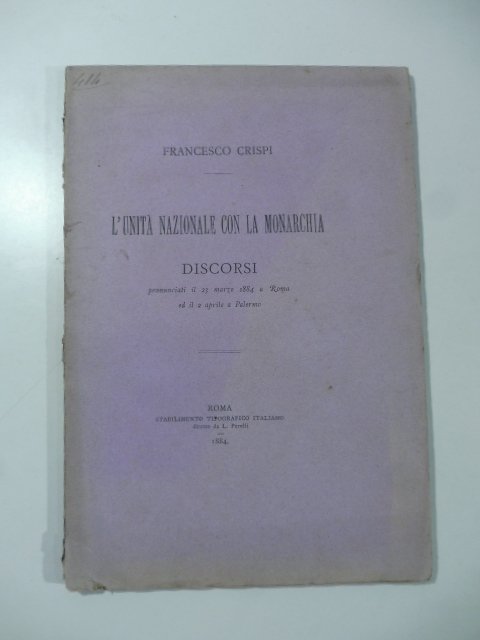 FRANCESCO CRISPI
L'UNITÀ NAZIONALE CON LA MONARCHIA
DISCORSI
pronunciati il 23 marzo 1884 a Roma
ed il 2 aprile a Palermo
ROMA
STABILIMENTO TIPOGRAFICO ITALIANO
diretto da L. Perelli
1884.